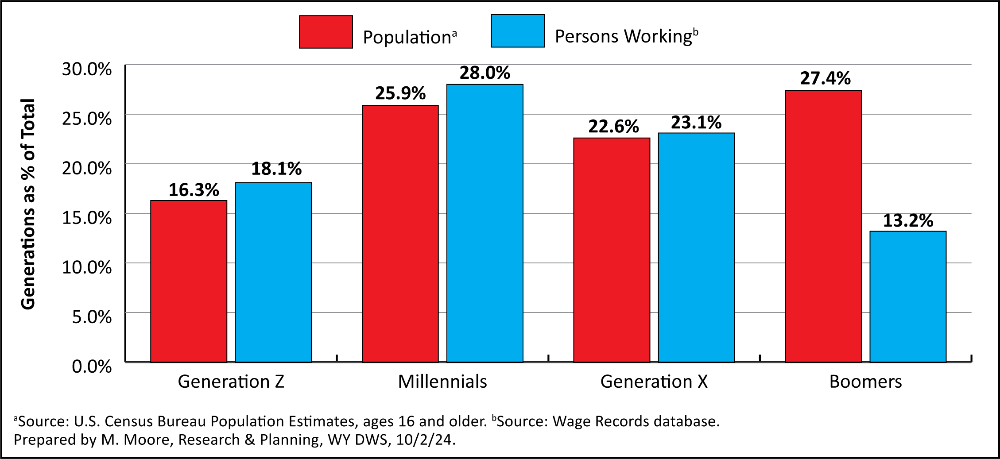 Populationᵃ
Persons Workingᵇ
Generations as % of Total
30.0%
25.0%
20.0%
15.0%
10.0%
5.0%
0.0%
16.3%
18.1%
25.9%
28.0%
22.6%
23.1%
27.4%
13.2%
Generation Z
Millennials
Generation X
Boomers
ᵃSource: U.S. Census Bureau Population Estimates, ages 16 and older. ᵇSource: Wage Records database.
Prepared by M. Moore, Research & Planning, WY DWS, 10/2/24.